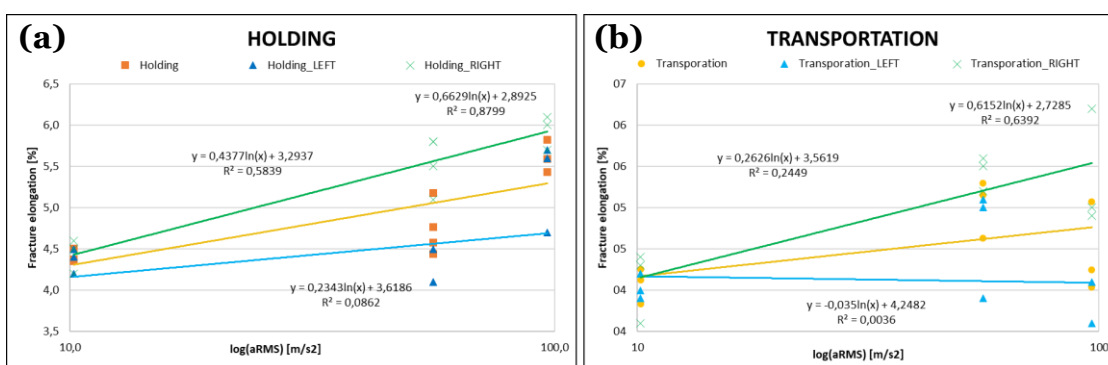 (a)
HOLDING
Holding
Holding_LEFT
Holding_RIGHT
6,5
6,0
5,5
5,0
4,5
4,0
3,5
Fracture elongation [%]
y = 0,6629ln(x) + 2,8925
R² = 0,8799
y = 0,4377ln(x) + 3,2937
R² = 0,5839
y = 0,2343ln(x) + 3,6186
R² = 0,0862
10,0
log(aRMS) [m/s2]
100,0
(b)
TRANSPORTATION
Transporation
Transporation_LEFT
Transporation_RIGHT
07
06
06
05
05
04
04
Fracture elongation [%]
y = 0,6152ln(x) + 2,7285
R² = 0,6392
y = 0,2626ln(x) + 3,5619
R² = 0,2449
y = -0,035ln(x) + 4,2482
R² = 0,0036
10
log(aRMS) [m/s2]
100